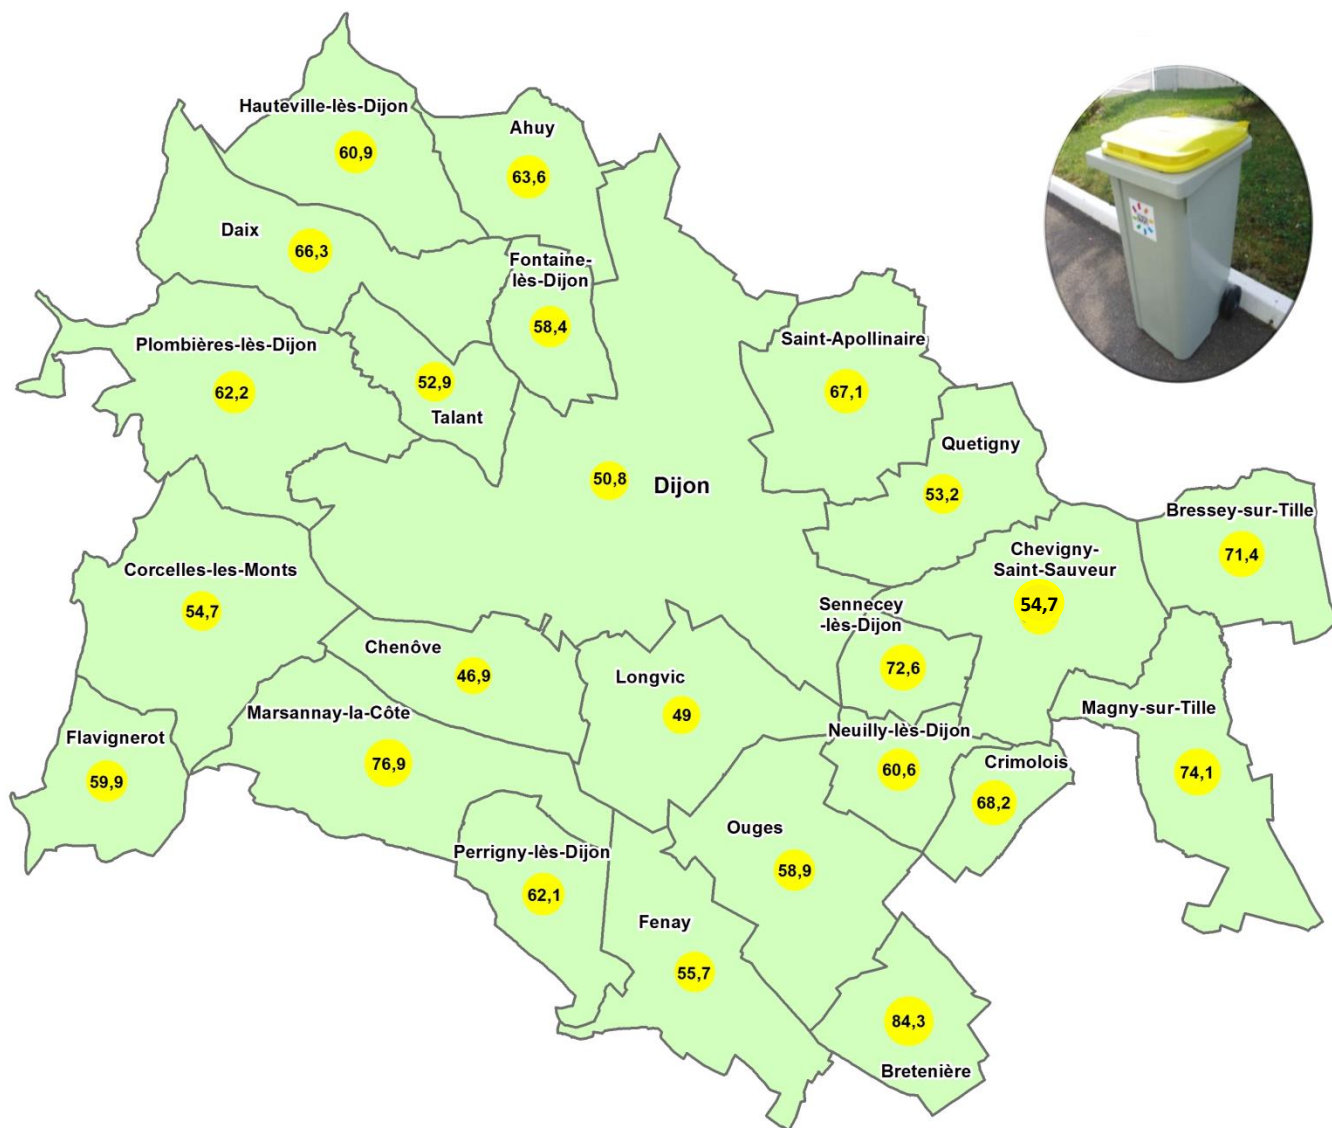 Hauteville-lès-Dijon
60,9
Ahuy
63,6
Daix
66,3
Fontaine-
lès-Dijon
58,4
Plombières-lès-Dijon
62,2
52,9
Talant
Saint-Apollinaire
67,1
Quetigny
53,2
50,8
Dijon
Bressey-sur-Tille
71,4
Chevigny-
Saint-Sauveur
54,7
Corcelles-les-Monts
54,7
Sennecey
-lès-Dijon
72,6
Chenôve
46,9
Longvic
49
Magny-sur-Tille
74,1
Marsannay-la-Côte
76,9
Flavignerot
59,9
Neuilly-lès-Dijon
60,6
Crimolois
68,2
Ouges
58,9
Perrigny-lès-Dijon
62,1
Fenay
55,7
84,3
Bretenière